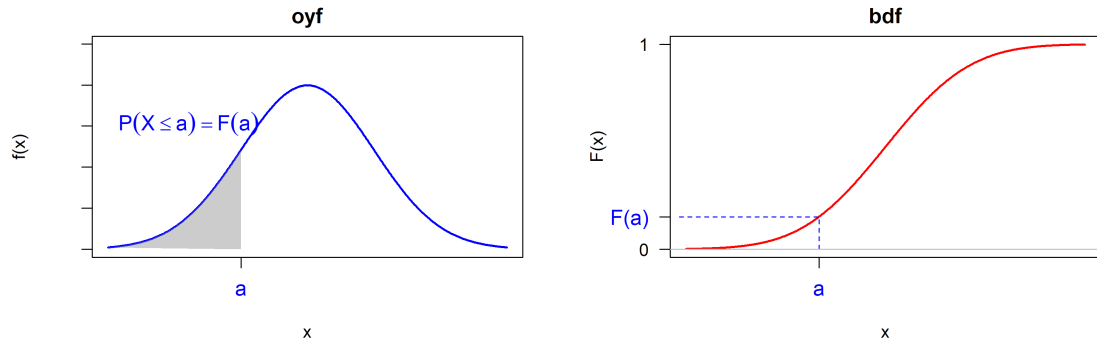 oyf
P(X ≤ a) = F(a)
f(x)
a
x
bdf
1
F(x)
F(a)
0
a
x